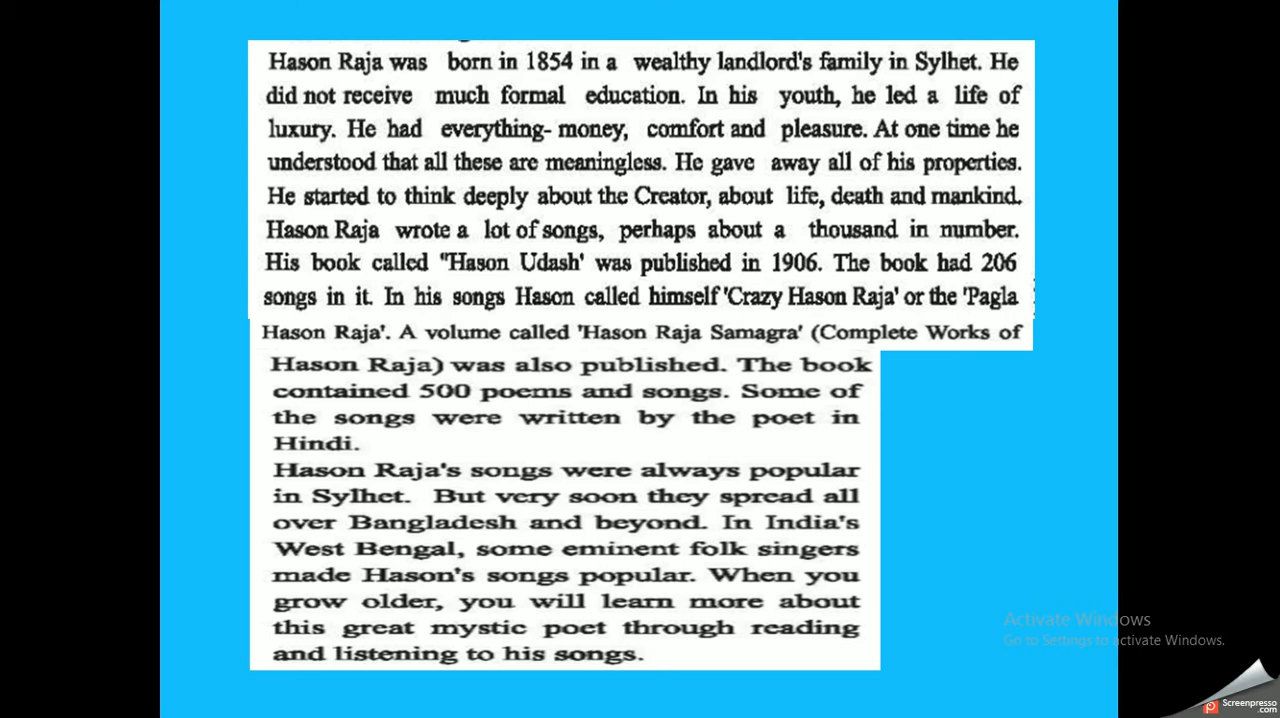 Hason Raja was born in 1854 in a wealthy landlord's family in Sylhet. He
did not receive much formal education. In his youth, he led a life of
luxury. He had everything- money, comfort and pleasure. At one time he
understood that all these are meaningless. He gave away all of his properties.
He started to think deeply about the Creator, about life, death and mankind.
Hason Raja wrote a lot of songs, perhaps about a thousand in number.
His book called "Hason Udash' was published in 1906. The book had 206
songs in it. In his songs Hason called himself 'Crazy Hason Raja' or the 'Pagla
Hason Raja'. A volume called 'Hason Raja Samagra' (Complete Works of
Hason Raja) was also published. The book
contained 500 poems and songs. Some of
the songs were written by the poet in
Hindi.
Hason Raja's songs were always popular
in Sylhet. But very soon they spread all
over Bangladesh and beyond. In India's
West Bengal, some eminent folk singers
made Hason's songs popular. When you
grow older, you will learn more about
this great mystic poet through reading
and listening to his songs.
Activate Windows
Go to Settings to activate Windows.
Screenpresso
.com